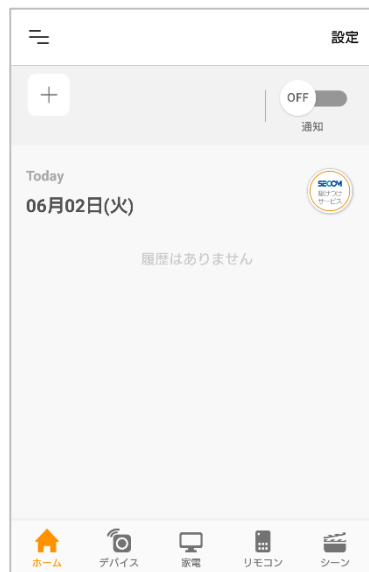 設定
OFF
通知
Today
06月02日(火)
SECOM
駆けつけ
サービス
履歴はありません
ホーム
デバイス
家電
リモコン
シーン